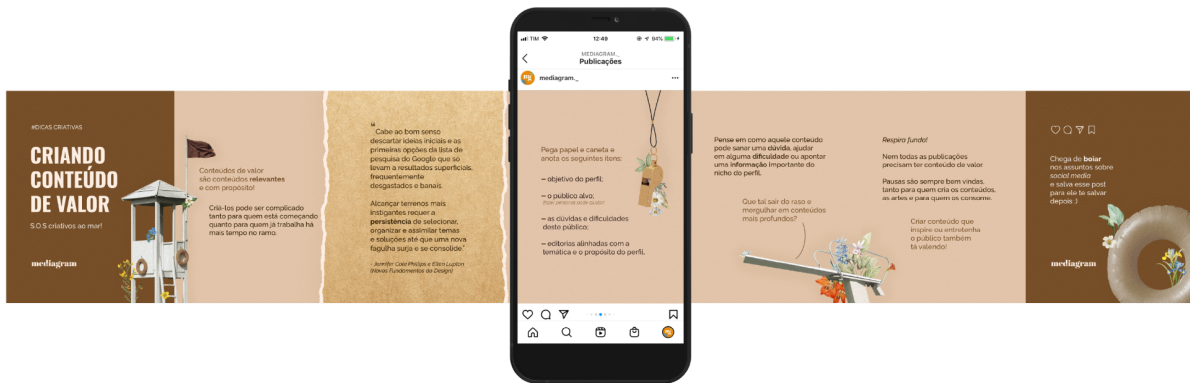 #DICAS CRIATIVAS
CRIANDO
CONTEÚDO
DE VALOR
S.O.S criativos ao mar!
mediagram
Conteúdos de valor
são conteúdos relevantes
e com propósito!
Criá-los pode ser complicado
tanto para quem está começando
quanto para quem já trabalha há
mais tempo no ramo.
“
Cabe ao bom senso
descartar ideias iniciais e as
primeiras opções da lista de
pesquisa do Google que só
levam a resultados superficiais,
frequentemente
desgastados e banais.
Alcançar terrenos mais
instigantes requer a
persistência de selecionar,
organizar e assimilar temas
e soluções até que uma nova
fagulha surja e se consolide."
- Jennifer Cole Phillips e Ellen Lupton
(Novos Fundamentos do Design)
TIM
12:49
94%
MEDIAGRAM._
Publicações
mg
mediagram._
Pega papel e caneta e
anota os seguintes itens:
— objetivo do perfil;
— o público alvo;
— as dúvidas e dificuldades
deste público;
— editorias alinhadas com a
temática e o propósito do perfil.
Pense em como aquele conteúdo
pode sanar uma dúvida, ajudar
em alguma dificuldade ou apontar
uma informação importante do
nicho do perfil.
Que tal sair do raso e
mergulhar em conteúdos
mais profundos?
Respira fundo!
Nem todas as publicações
precisam ter conteúdo de valor.
Pausas são sempre bem vindas,
tanto para quem cria os conteúdos,
as artes e para quem os consome.
Criar conteúdo que
inspire ou entretenha
o público também
tá valendo!
Chega de boiar
nos assuntos sobre
social media
e salva esse post
para ele te salvar
depois :)
mediagram